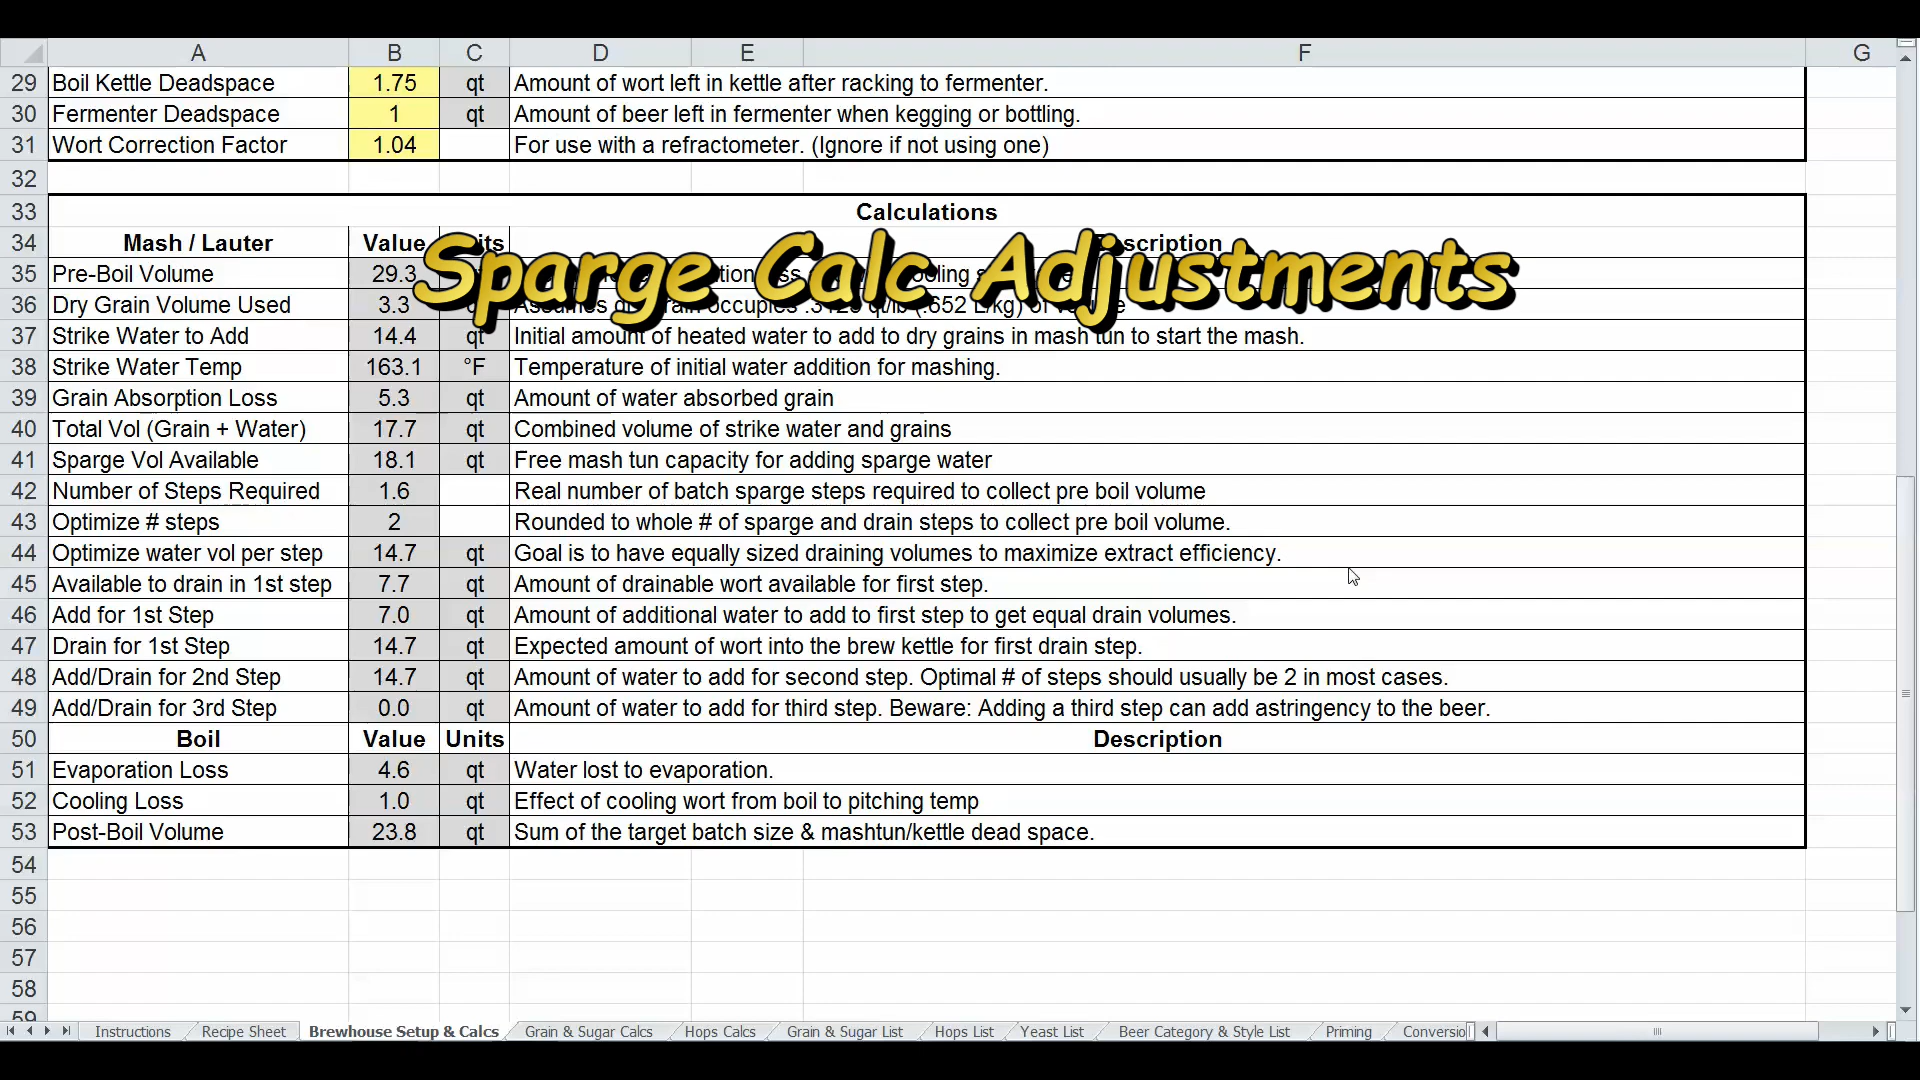 A B C D E F G
29 Boil Kettle Deadspace 1.75 qt Amount of wort left in kettle after racking to fermenter.
30 Fermenter Deadspace 1 qt Amount of beer left in fermenter when kegging or bottling.
31 Wort Correction Factor 1.04 For use with a refractometer. (Ignore if not using one)
32
33 Calculations
34 Mash / Lauter Value
Sparge Calc Adjustments
35 Pre-Boil Volume 29.3
36 Dry Grain Volume Used 3.3
37 Strike Water to Add 14.4 qt Initial amount of heated water to add to dry grains in mash tun to start the mash.
38 Strike Water Temp 163.1 °F Temperature of initial water addition for mashing.
39 Grain Absorption Loss 5.3 qt Amount of water absorbed grain
40 Total Vol (Grain + Water) 17.7 qt Combined volume of strike water and grains
41 Sparge Vol Available 18.1 qt Free mash tun capacity for adding sparge water
42 Number of Steps Required 1.6 Real number of batch sparge steps required to collect pre boil volume
43 Optimize # steps 2 Rounded to whole # of sparge and drain steps to collect pre boil volume.
44 Optimize water vol per step 14.7 qt Goal is to have equally sized draining volumes to maximize extract efficiency.
45 Available to drain in 1st step 7.7 qt Amount of drainable wort available for first step.
46 Add for 1st Step 7.0 qt Amount of additional water to add to first step to get equal drain volumes.
47 Drain for 1st Step 14.7 qt Expected amount of wort into the brew kettle for first drain step.
48 Add/Drain for 2nd Step 14.7 qt Amount of water to add for second step. Optimal # of steps should usually be 2 in most cases.
49 Add/Drain for 3rd Step 0.0 qt Amount of water to add for third step. Beware: Adding a third step can add astringency to the beer.
50 Boil Value Units Description
51 Evaporation Loss 4.6 qt Water lost to evaporation.
52 Cooling Loss 1.0 qt Effect of cooling wort from boil to pitching temp
53 Post-Boil Volume 23.8 qt Sum of the target batch size & mashtun/kettle dead space.
54
55
56
57
58
59
Instructions Recipe Sheet Brewhouse Setup & Calcs Grain & Sugar Calcs Hops Calcs Grain & Sugar List Hops List Yeast List Beer Category & Style List Priming Conversio